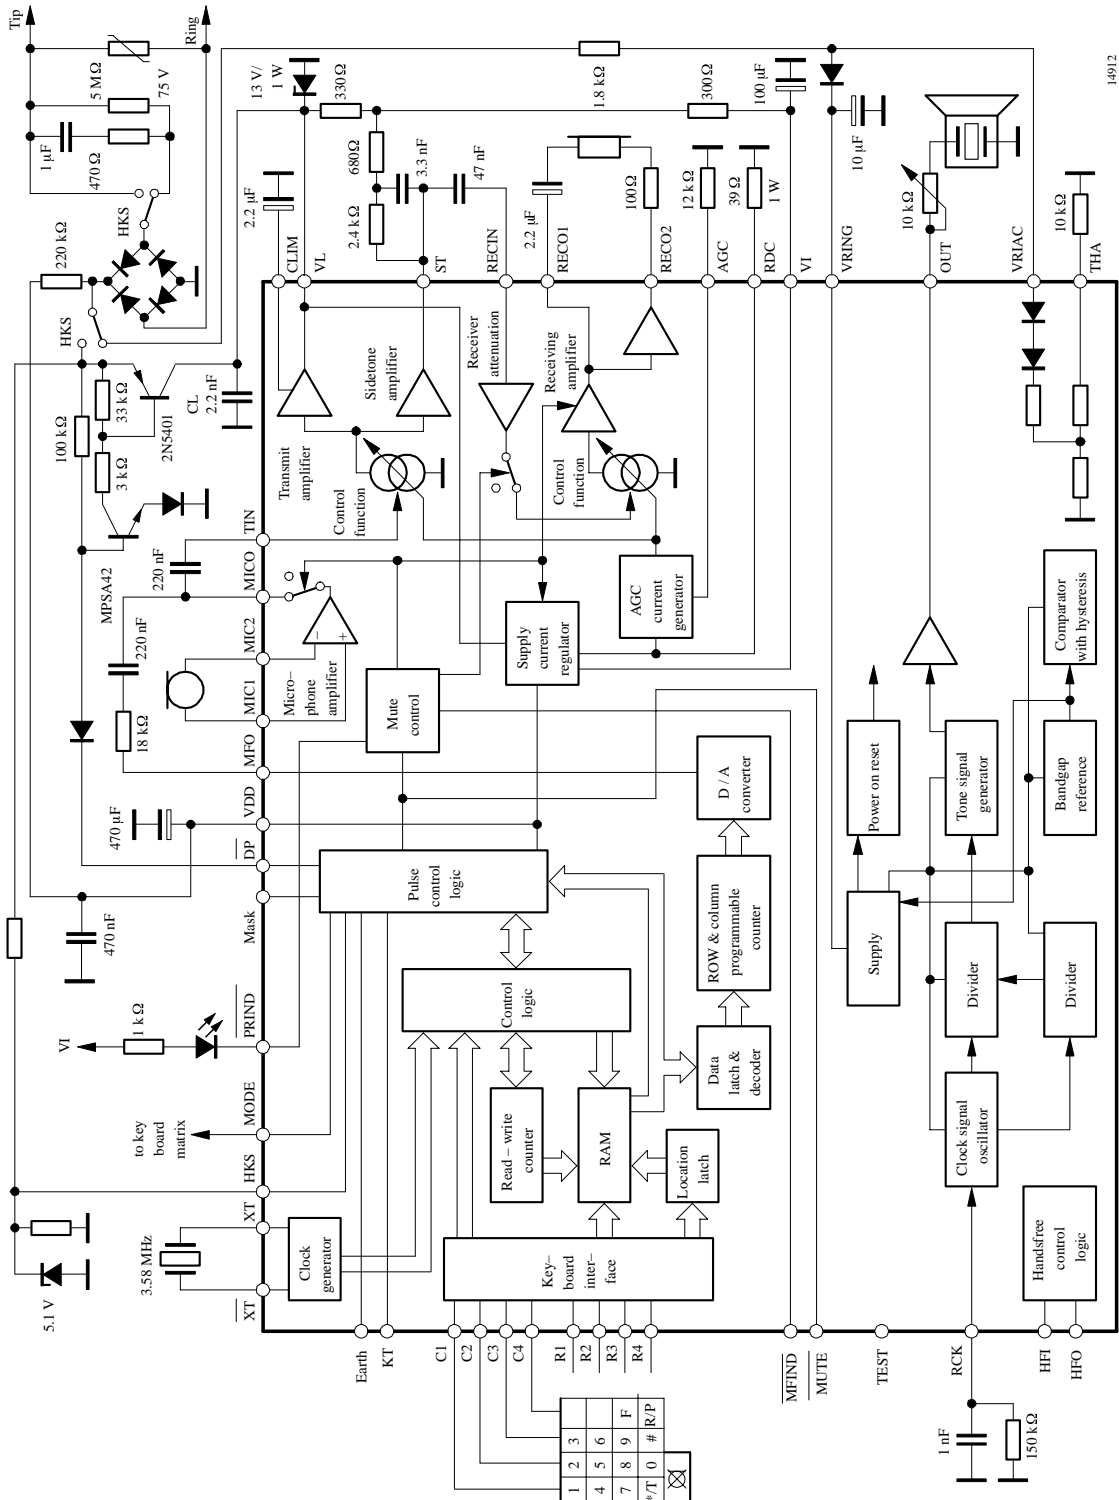 Tip
Ring
5 MΩ
75 V
1 µF
470 Ω
HKS
220 kΩ
HKS
13 V/
1 W
330Ω
1.8 kΩ
300Ω
100 µF
10 µF
14912
2.2 µF
680Ω
3.3 nF
2.4 kΩ
47 nF
2.2 µF
100Ω
12 kΩ
39 Ω
1 W
10 kΩ
10 kΩ
CLIM
VL
ST
RECIN
RECO1
RECO2
AGC
RDC
VI
VRING
OUT
VRIAC
THA
100 kΩ
33 kΩ
3 kΩ
2N5401
CL
2.2 nF
MPSA42
220 nF
220 nF
18 kΩ
470 µF
470 nF
TIN
MICO
MIC2
MIC1
MFO
VDD
DP
Mask
PRIND
MODE
HKS
XT
XT
VI
1 kΩ
to key
board
matrix
3.58 MHz
5.1 V
Transmit
amplifier
Sidetone
amplifier
Receiver
attenuation
Receiving
amplifier
Control
function
Control
function
Micro–
phone
amplifier
–
+
Mute
control
Supply
current
regulator
AGC
current
generator
Comparator
with hysteresis
Bandgap
reference
Power on reset
Tone signal
generator
Supply
Divider
Divider
Clock signal
oscillator
Handsfree
control
logic
D / A
converter
ROW & column
programmable
counter
Data
latch &
decoder
Pulse
control
logic
Control
logic
Read – write
counter
RAM
Location
latch
Clock
generator
Key–
board
inter–
face
Earth
KT
C1
C2
C3
C4
R1
R2
R3
R4
MFIND
MUTE
TEST
RCK
HFI
HFO
1 nF
150 kΩ
1 2 3
4 5 6
7 8 9 F
*/T 0 # R/P